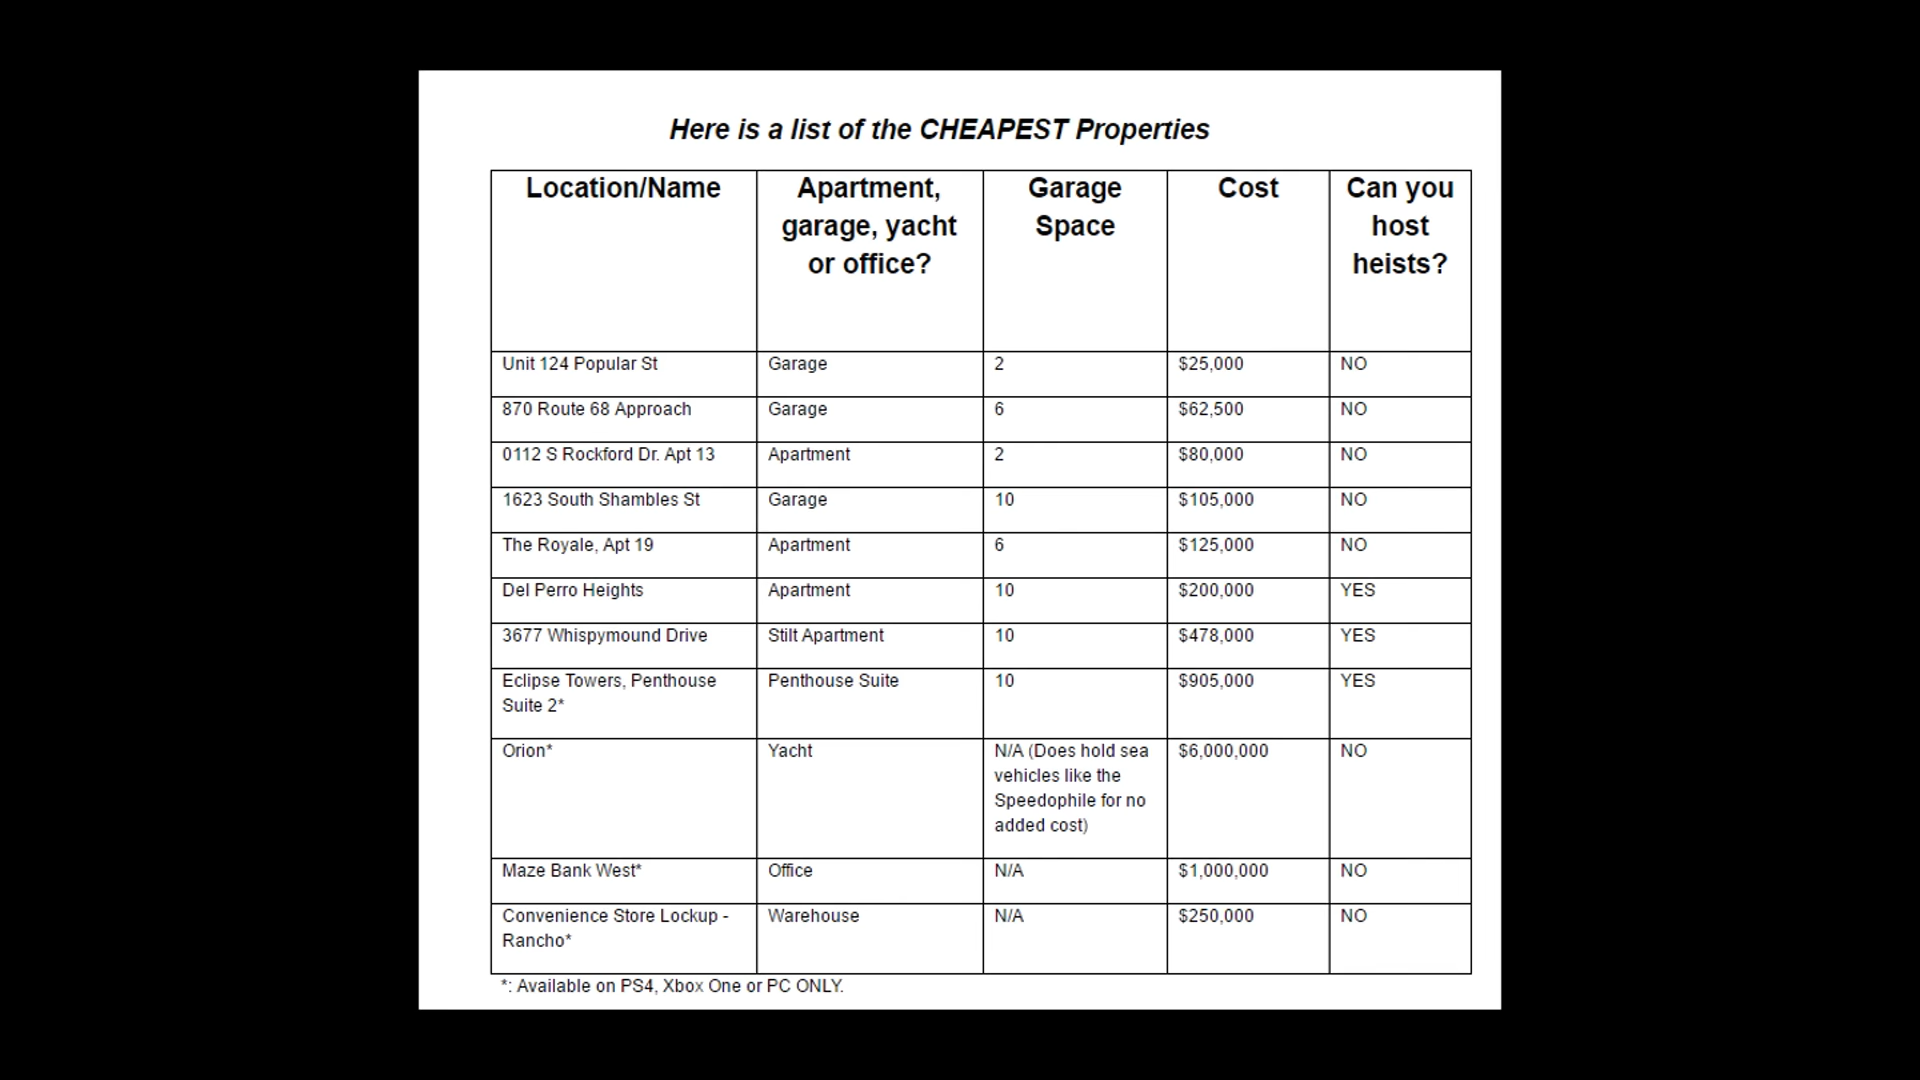 Here is a list of the CHEAPEST Properties
Location/Name Apartment, garage, yacht or office? Garage Space Cost Can you host heists?
Unit 124 Popular St Garage 2 $25,000 NO
870 Route 68 Approach Garage 6 $62,500 NO
0112 S Rockford Dr. Apt 13 Apartment 2 $80,000 NO
1623 South Shambles St Garage 10 $105,000 NO
The Royale, Apt 19 Apartment 6 $125,000 NO
Del Perro Heights Apartment 10 $200,000 YES
3677 Whispymound Drive Stilt Apartment 10 $478,000 YES
Eclipse Towers, Penthouse Suite 2* Penthouse Suite 10 $905,000 YES
Orion* Yacht N/A (Does hold sea vehicles like the Speedophile for no added cost) $6,000,000 NO
Maze Bank West* Office N/A $1,000,000 NO
Convenience Store Lockup - Rancho* Warehouse N/A $250,000 NO
*: Available on PS4, Xbox One or PC ONLY.